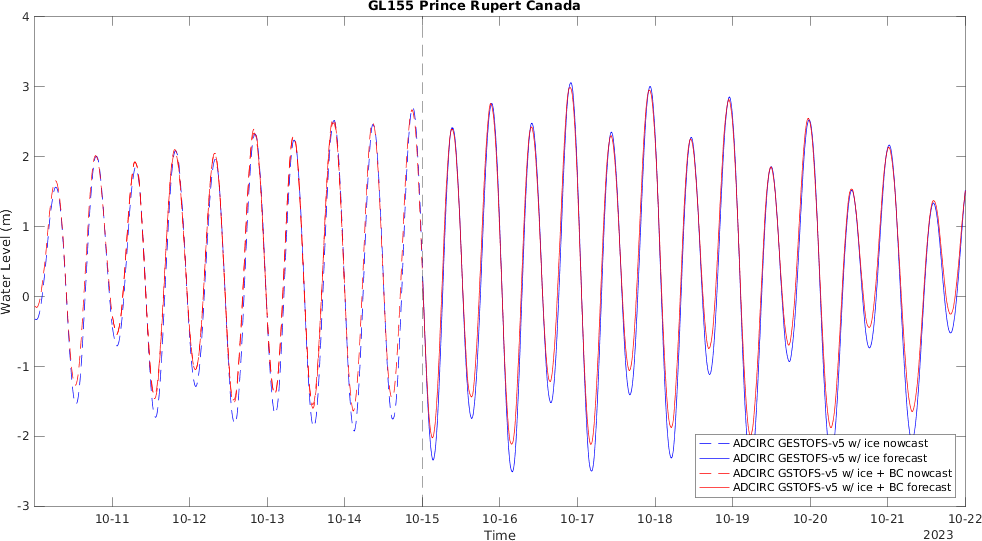 GL155 Prince Rupert Canada
4
3
2
1
0
-1
-2
-3
Water Level (m)
ADCIRC GESTOFS-v5 w/ ice nowcast
ADCIRC GESTOFS-v5 w/ ice forecast
ADCIRC GSTOFS-v5 w/ ice + BC nowcast
ADCIRC GSTOFS-v5 w/ ice + BC forecast
10-11 10-12 10-13 10-14 10-15 10-16 10-17 10-18 10-19 10-20 10-21 10-22
Time
2023